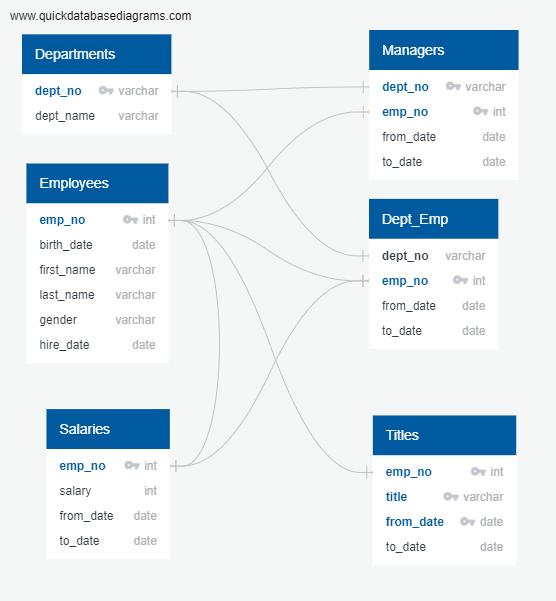 www.quickdatabasediagrams.com
Departments
dept_no varchar
dept_name varchar
Managers
dept_no varchar
emp_no int
from_date date
to_date date
Employees
emp_no int
birth_date date
first_name varchar
last_name varchar
gender varchar
hire_date date
Dept_Emp
dept_no varchar
emp_no int
from_date date
to_date date
Salaries
emp_no int
salary int
from_date date
to_date date
Titles
emp_no int
title varchar
from_date date
to_date date